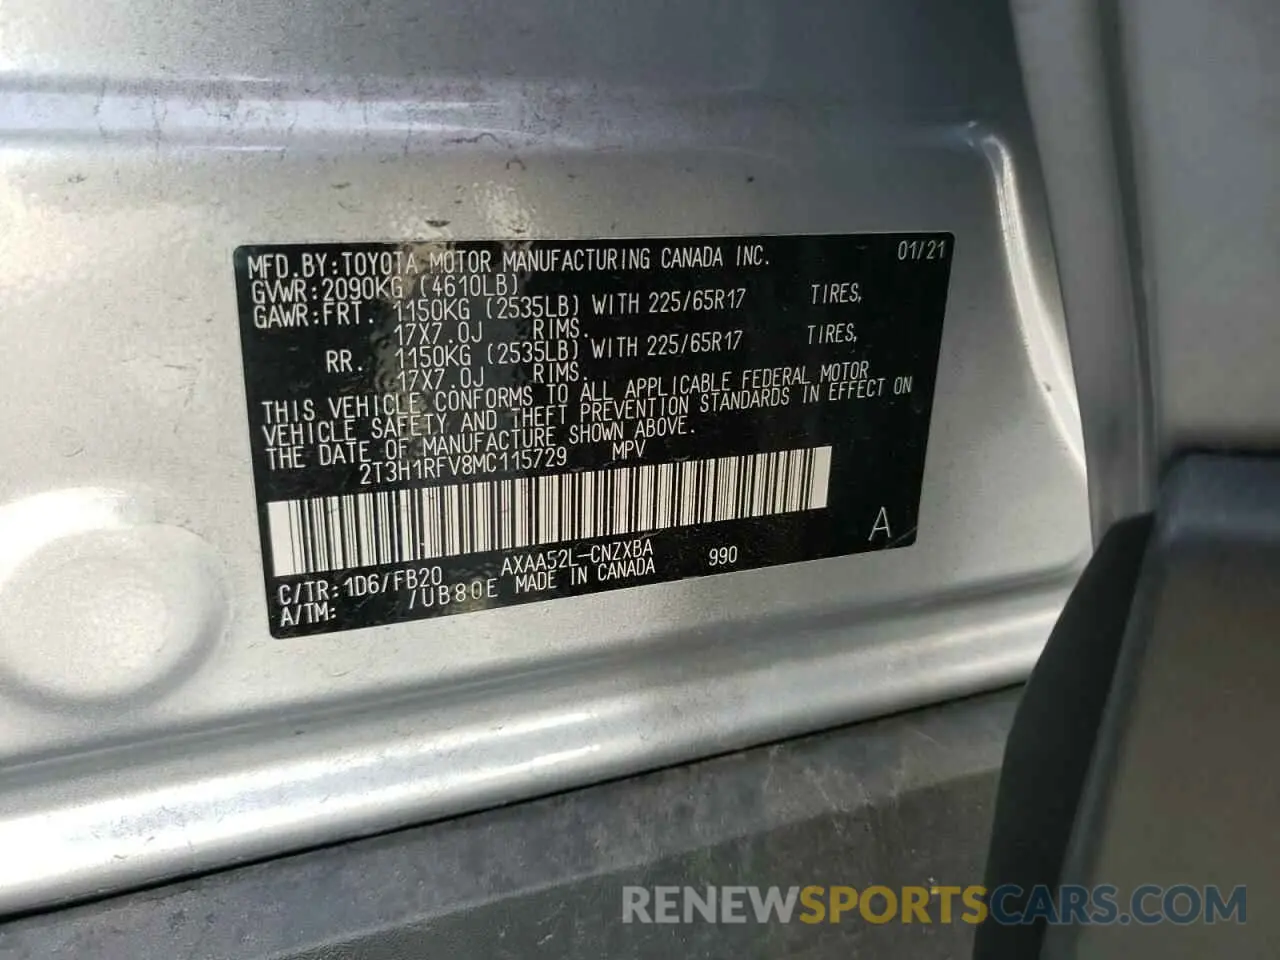 MFD.BY:TOYOTA MOTOR MANUFACTURING CANADA INC. 01/21
GVWR:2090KG (4610LB)
GAWR:FRT. 1150KG (2535LB) WITH 225/65R17 TIRES,
17X7.0J RIMS.
RR. 1150KG (2535LB) WITH 225/65R17 TIRES,
17X7.0J RIMS.
THIS VEHICLE CONFORMS TO ALL APPLICABLE FEDERAL MOTOR
VEHICLE SAFETY AND THEFT PREVENTION STANDARDS IN EFFECT ON
THE DATE OF MANUFACTURE SHOWN ABOVE.
2T3H1RFV8MC115729 MPV
A
C/TR:1D6/FB20 AXAA52L-CNZXBA 990
A/TM: /UB80E MADE IN CANADA
RENEWSPORTSCARS.COM